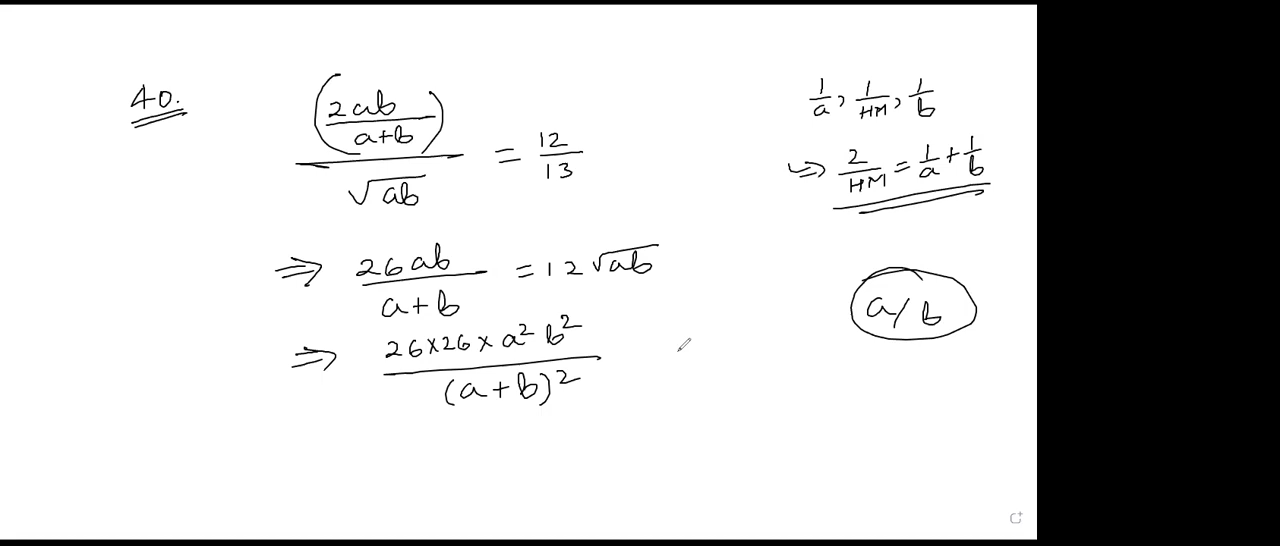 40.
(2ab/(a+b))/√ab = 12/13
⇒ 26ab/(a+b) = 12√ab
⇒ 26×26×a²b²/(a+b)²
1/a, 1/HM, 1/b
⇒ 2/HM = 1/a + 1/b
a/b